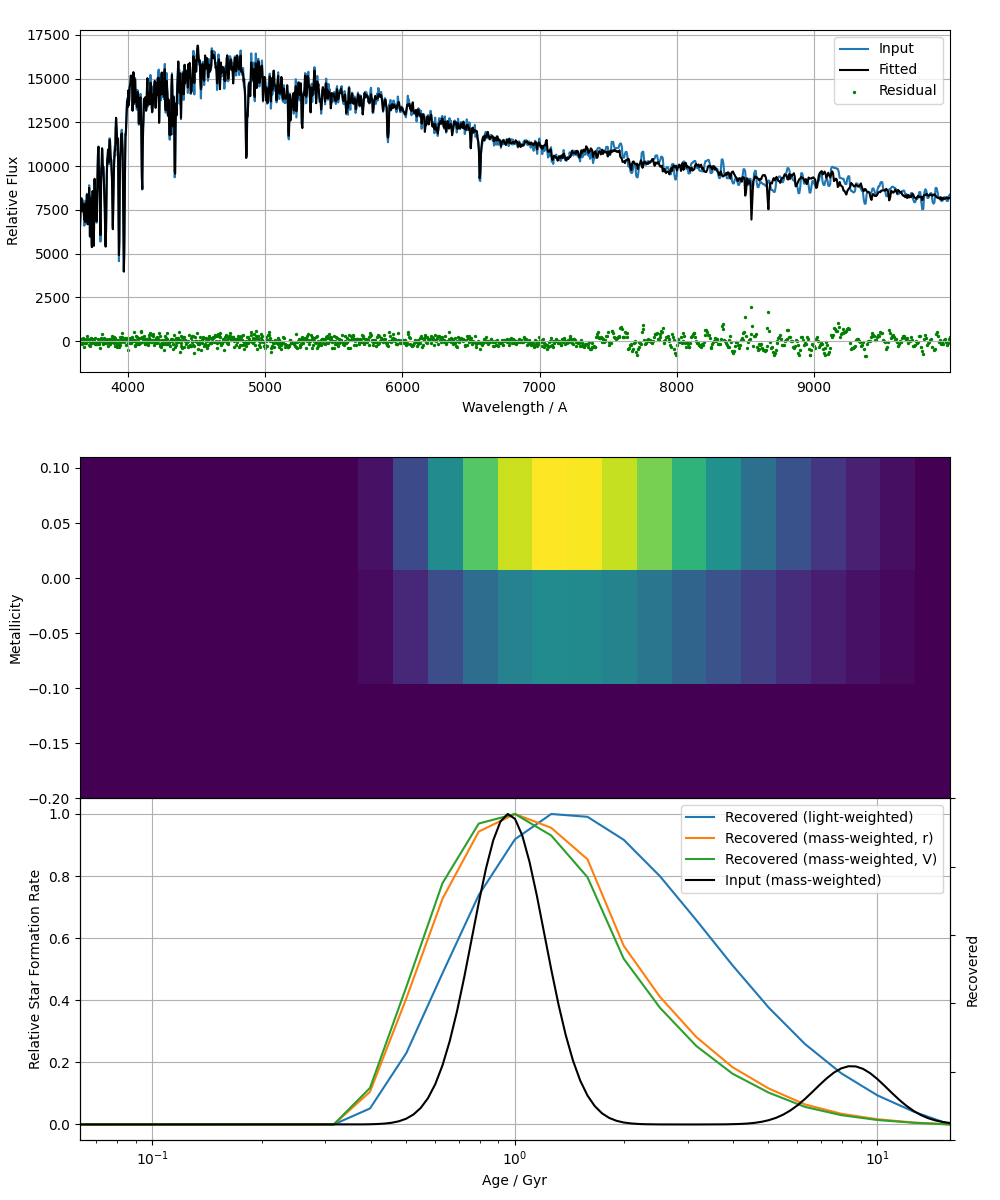 17500
15000
12500
10000
7500
5000
2500
0
Relative Flux
Input
Fitted
Residual
4000 5000 6000 7000 8000 9000
Wavelength / A
0.10
0.05
0.00
−0.05
−0.10
−0.15
−0.20
Metallicity
1.0
0.8
0.6
0.4
0.2
0.0
Relative Star Formation Rate
Recovered (light-weighted)
Recovered (mass-weighted, r)
Recovered (mass-weighted, V)
Input (mass-weighted)
Recovered
10⁻¹ 10⁰ 10¹
Age / Gyr